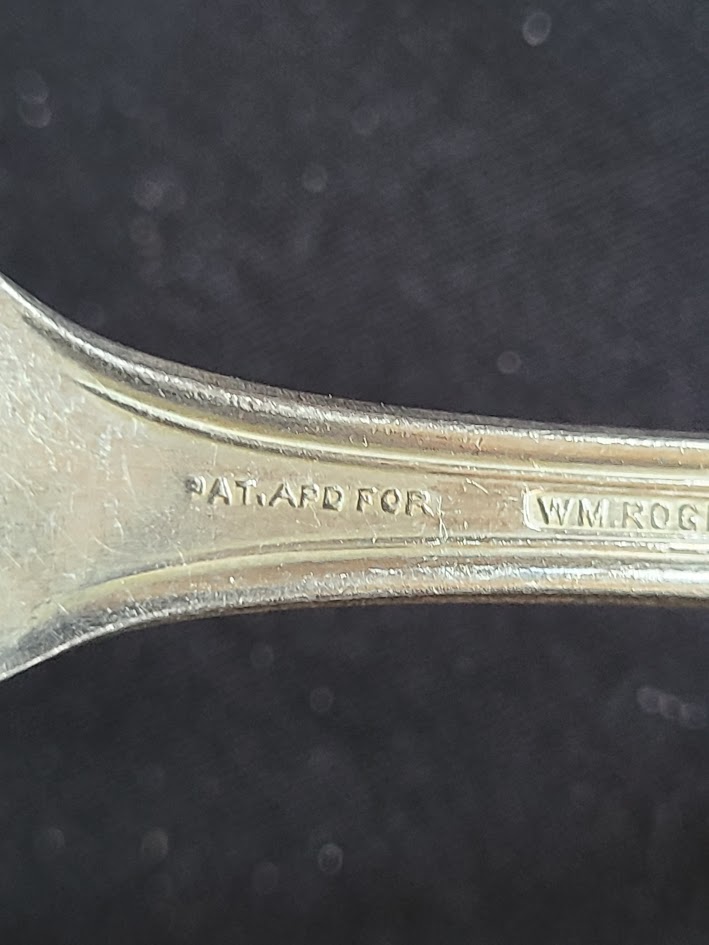 PAT. APD FOR WM. ROG